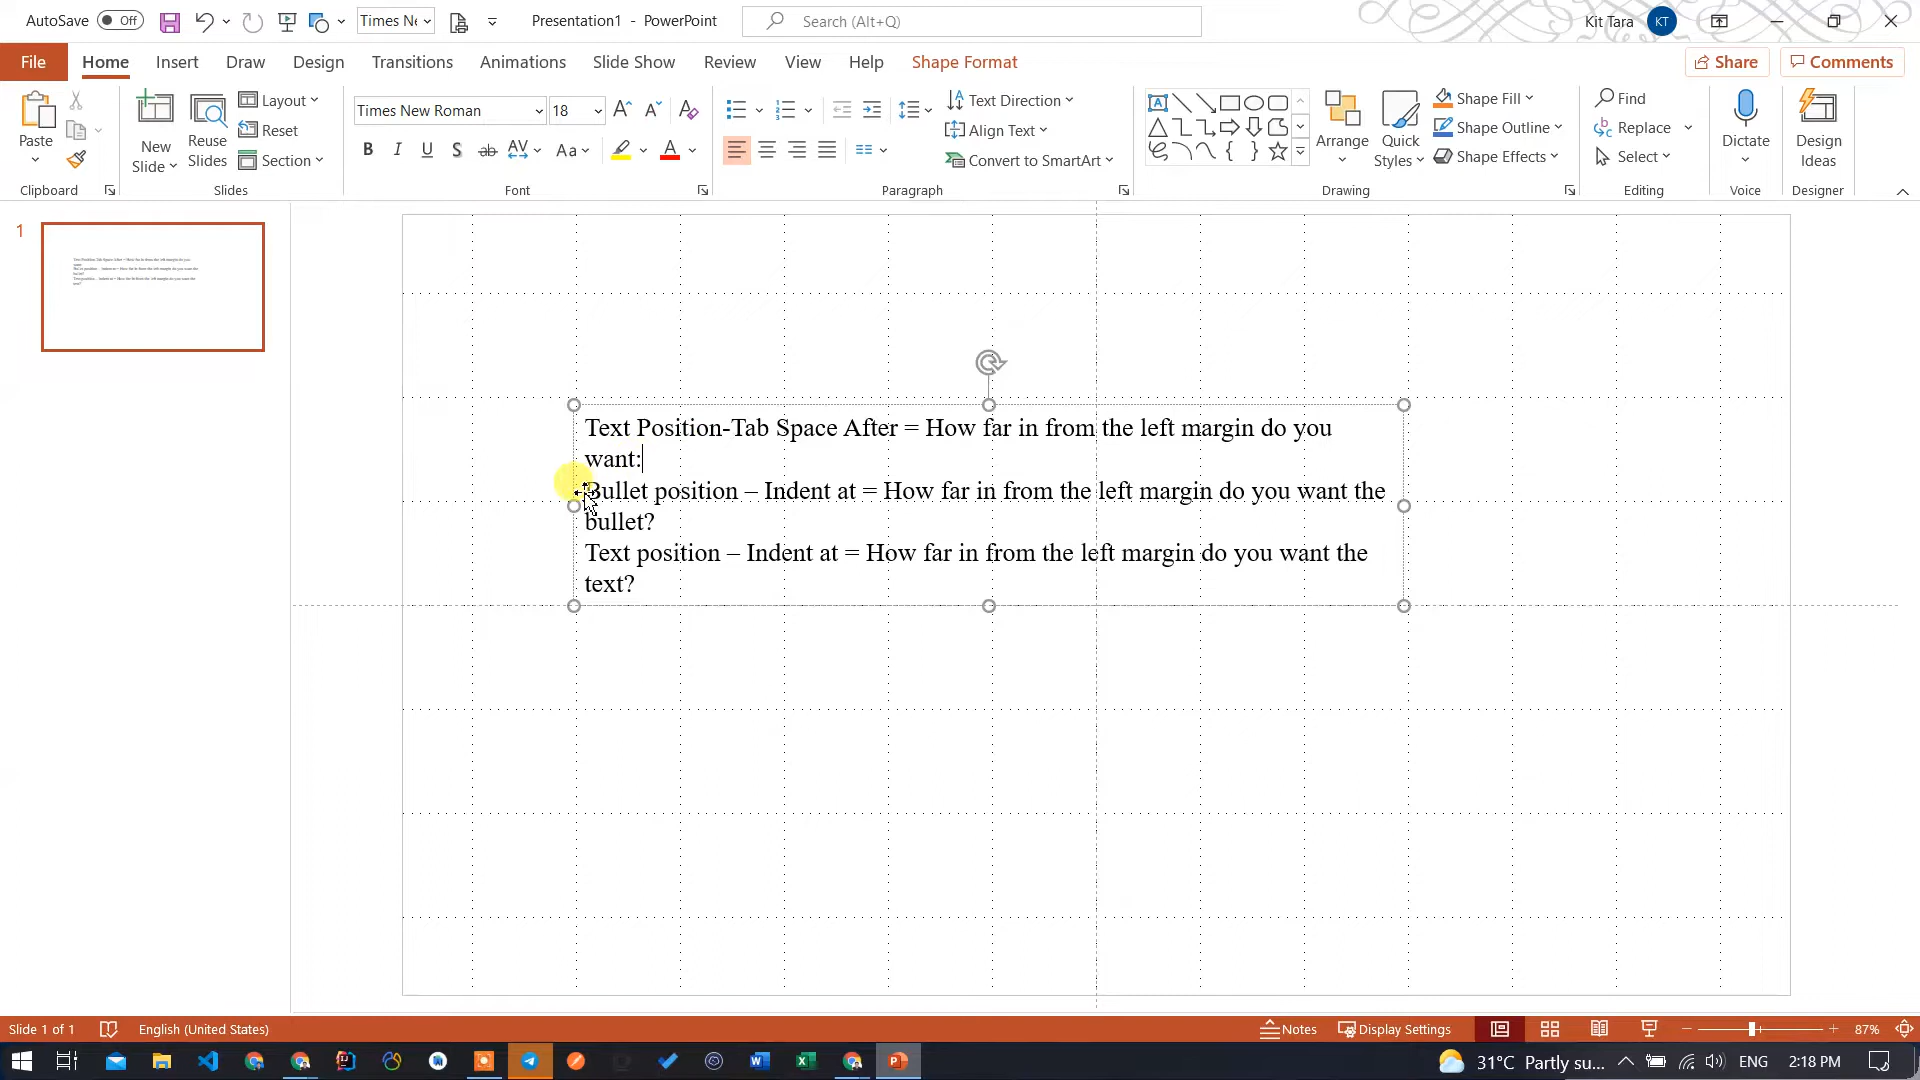 AutoSave Off Times Ne Presentation1 - PowerPoint Search (Alt+Q) Kit Tara KT
File Home Insert Draw Design Transitions Animations Slide Show Review View Help Shape Format Share Comments
Paste
Clipboard
New Slide
Reuse Slides
Layout
Reset
Section
Slides
Times New Roman 18
B I U S ab AV Aa A
Font
Text Direction
Align Text
Convert to SmartArt
Paragraph
Arrange
Quick Styles
Shape Fill
Shape Outline
Shape Effects
Drawing
Find
Replace
Select
Editing
Dictate
Voice
Design Ideas
Designer
1
Text Position-Tab Space After = How far in from the left margin do you
want:
Bullet position – Indent at = How far in from the left margin do you want the
bullet?
Text position – Indent at = How far in from the left margin do you want the
text?
Slide 1 of 1 English (United States) Notes Display Settings 87%
31°C Partly su... ENG 2:18 PM